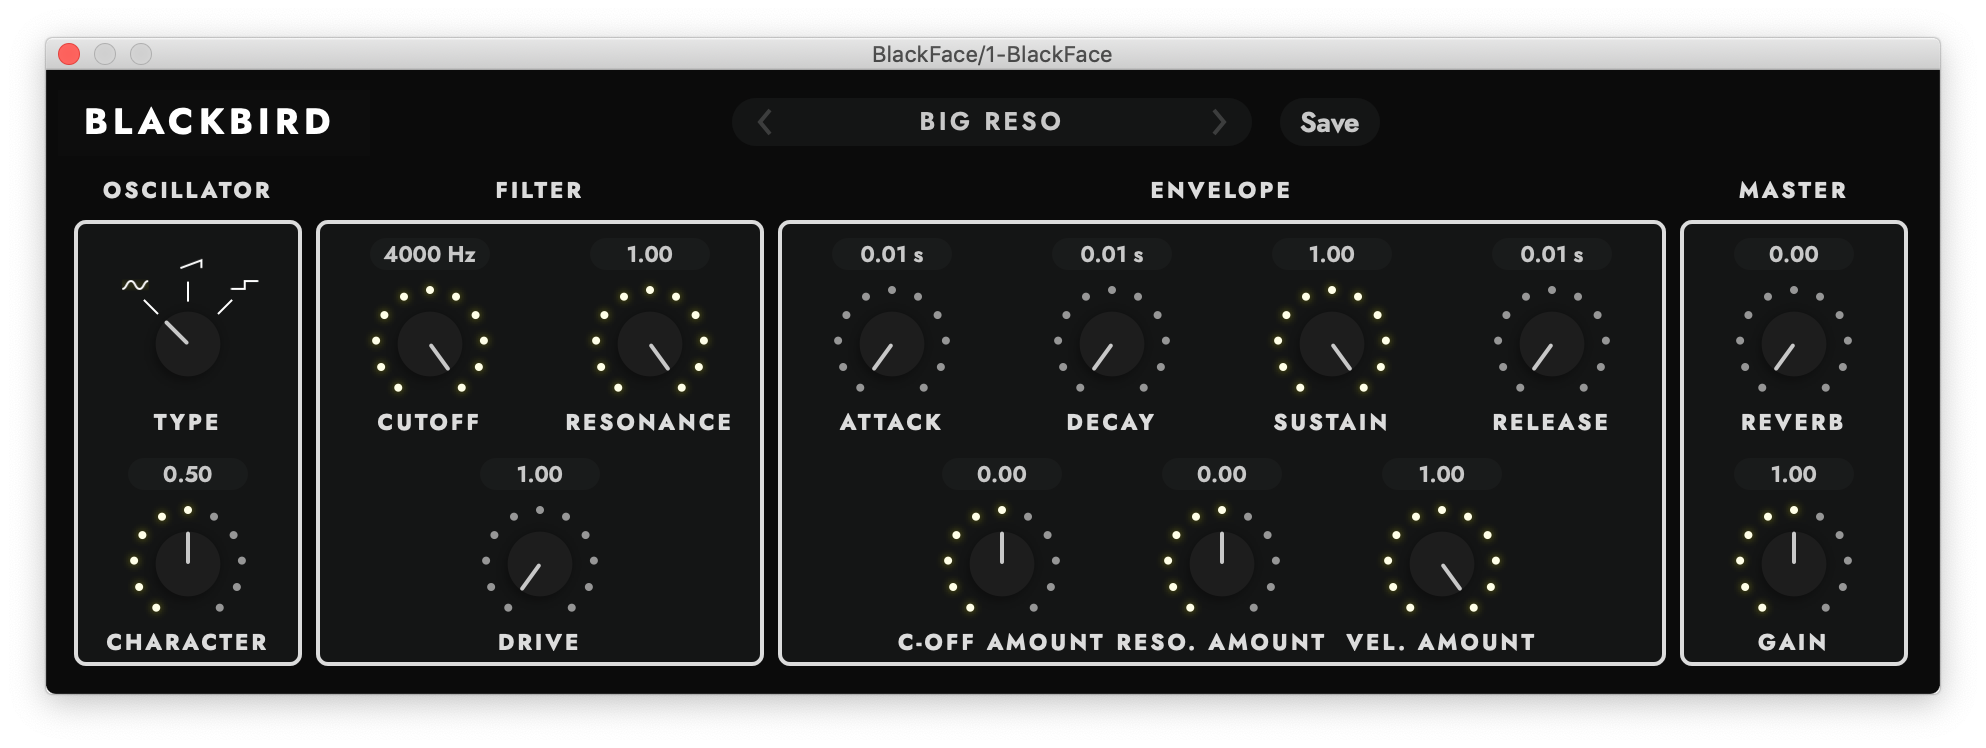 BlackFace/1-BlackFace
BLACKBIRD
BIG RESO
Save
OSCILLATOR
FILTER
ENVELOPE
MASTER
4000 Hz
1.00
0.01 s
0.01 s
1.00
0.01 s
0.00
TYPE
CUTOFF
RESONANCE
ATTACK
DECAY
SUSTAIN
RELEASE
REVERB
0.50
1.00
0.00
0.00
1.00
1.00
CHARACTER
DRIVE
C-OFF AMOUNT
RESO. AMOUNT
VEL. AMOUNT
GAIN